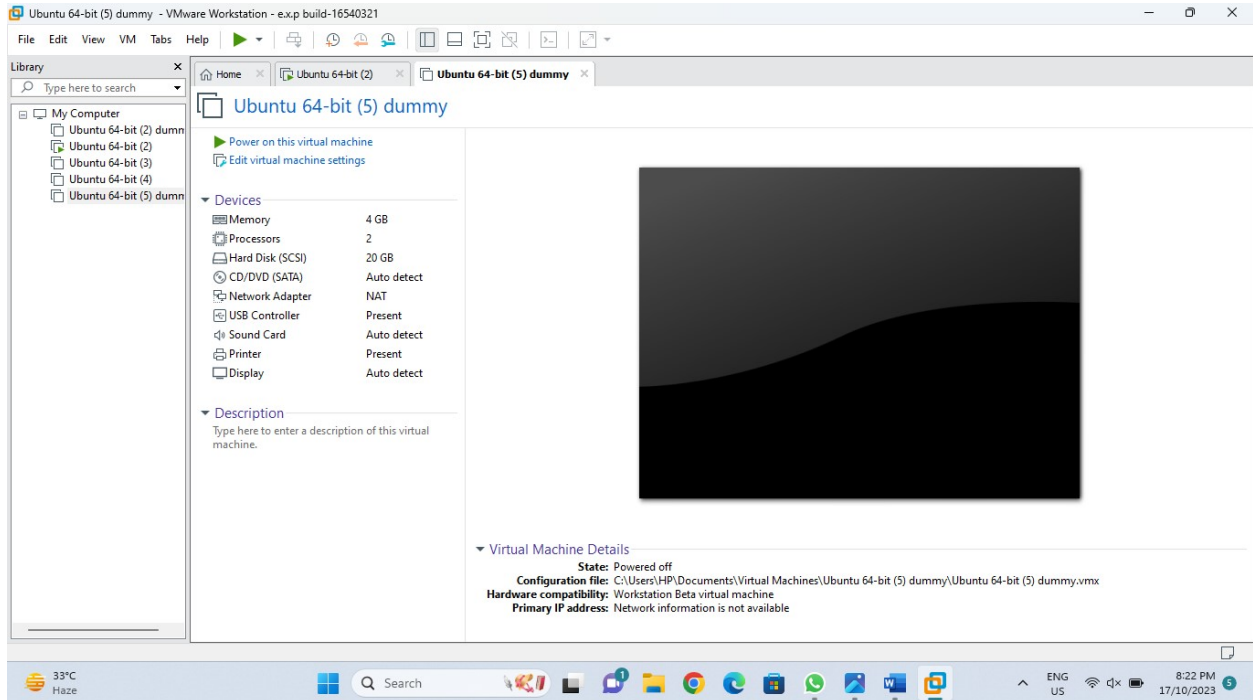 Ubuntu 64-bit (5) dummy - VMware Workstation - e.x.p build-16540321
File Edit View VM Tabs Help
Library
Type here to search
My Computer
Ubuntu 64-bit (2) dumm
Ubuntu 64-bit (2)
Ubuntu 64-bit (3)
Ubuntu 64-bit (4)
Ubuntu 64-bit (5) dumm
Home
Ubuntu 64-bit (2)
Ubuntu 64-bit (5) dummy
Ubuntu 64-bit (5) dummy
Power on this virtual machine
Edit virtual machine settings
Devices
Memory 4 GB
Processors 2
Hard Disk (SCSI) 20 GB
CD/DVD (SATA) Auto detect
Network Adapter NAT
USB Controller Present
Sound Card Auto detect
Printer Present
Display Auto detect
Description
Type here to enter a description of this virtual
machine.
Virtual Machine Details
State: Powered off
Configuration file: C:\Users\HP\Documents\Virtual Machines\Ubuntu 64-bit (5) dummy\Ubuntu 64-bit (5) dummy.vmx
Hardware compatibility: Workstation Beta virtual machine
Primary IP address: Network information is not available
33°C
Haze
Search
1
ENG
US
8:22 PM
17/10/2023
5